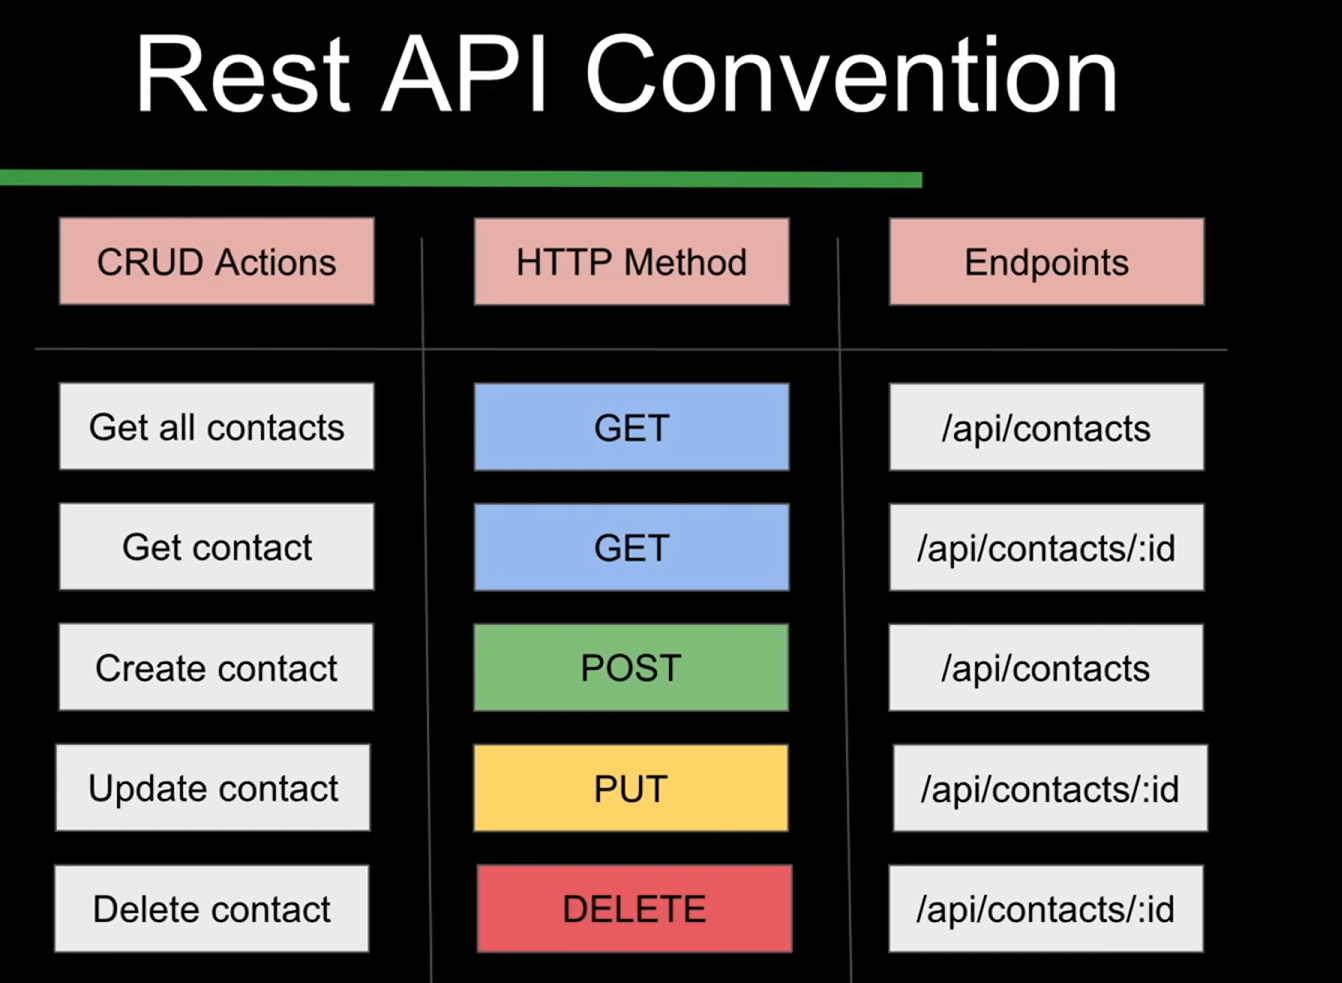 Rest API Convention
CRUD Actions
HTTP Method
Endpoints
Get all contacts
GET
/api/contacts
Get contact
GET
/api/contacts/:id
Create contact
POST
/api/contacts
Update contact
PUT
/api/contacts/:id
Delete contact
DELETE
/api/contacts/:id